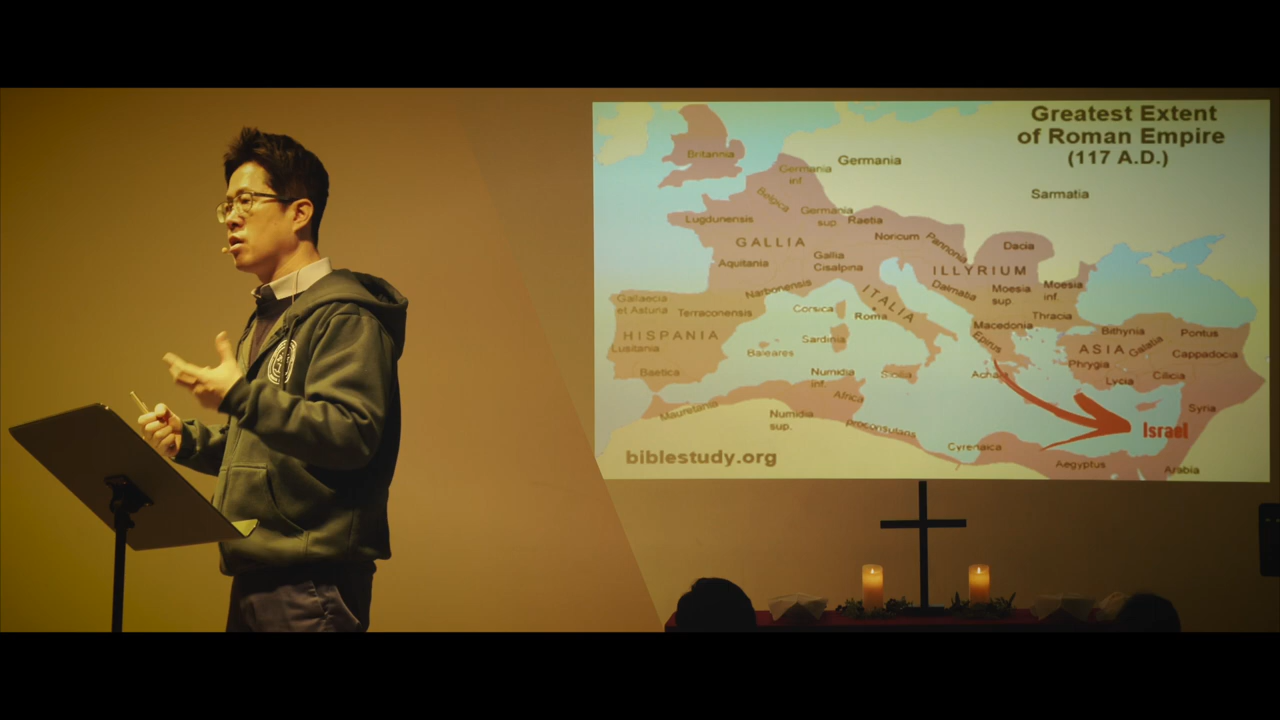 Greatest Extent
of Roman Empire
(117 A.D.)
Britannia
Germania
inf.
Germania
Belgica
Sarmatia
Lugdunensis
Germania
sup
Raetia
GALLIA
Noricum
Pannonia
Dacia
Aquitania
Gallia
Cisalpina
ILLYRIUM
Narbonensis
Dalmatia
Moesia
sup
Moesia
inf.
Gallaecia
et Asturia
Terraconensis
Corsica
ITALIA
Roma
Thracia
HISPANIA
Lusitania
Sardinia
Macedonia
Epirus
Bithynia
Pontus
Baleares
ASIA
Galatia
Phrygia
Cappadocia
Baetica
Numidia
inf.
Sicilia
Achaia
Lycia
Cilicia
Mauretania
Numidia
sup.
Africa
Proconsularis
Syria
Israel
Cyrenaica
biblestudy.org
Aegyptus
Arabia